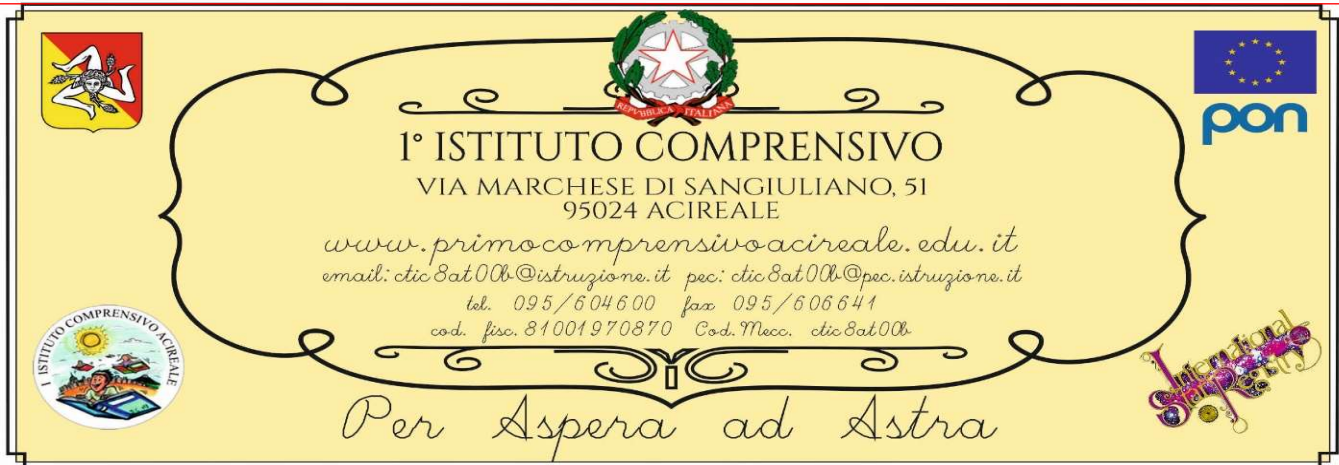 REPVBBLICA ITALIANA
pon
1° ISTITUTO COMPRENSIVO
VIA MARCHESE DI SANGIULIANO, 51
95024 ACIREALE
www.primocomprensivoacireale.edu.it
email: ctic8at00b@istruzione.it pec: ctic8at00b@pec.istruzione.it
tel. 095/604600 fax 095/606641
cod. fisc. 81001970870 Cod. Mecc. ctic8at00b
1 ISTITUTO COMPRENSIVO ACIREALE
International
Star Registry
Per Aspera ad Astra